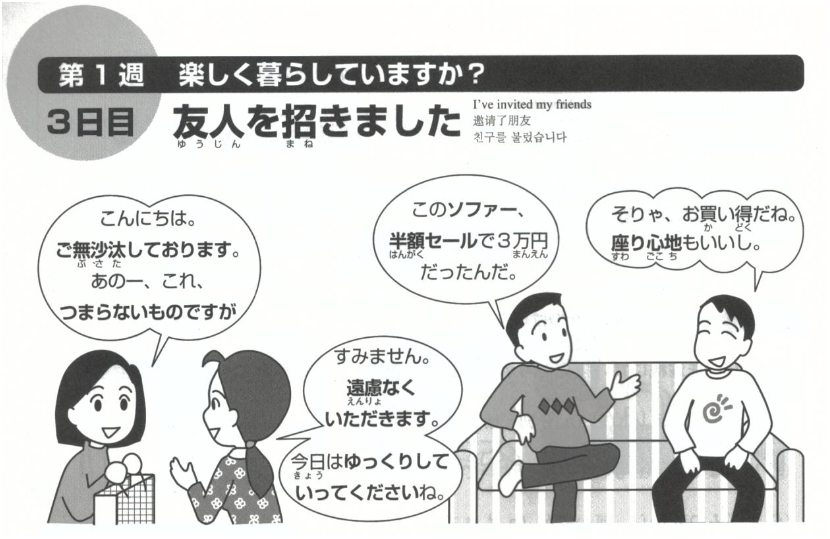 第1週 楽しく暮らしていますか？
3日目 友人を招きました
ゆうじん まね
I've invited my friends
邀请了朋友
친구를 불렀습니다
こんにちは。
ご無沙汰しております。
ぶさた
あのー、これ、
つまらないものですが
すみません。
遠慮なく
えんりょ
いただきます。
今日はゆっくりして
きょう
いってくださいね。
このソファー、
半額セールで3万円
はんがく まんえん
だったんだ。
そりゃ、お買い得だね。
か どく
座り心地もいいし。
すわ ごこち